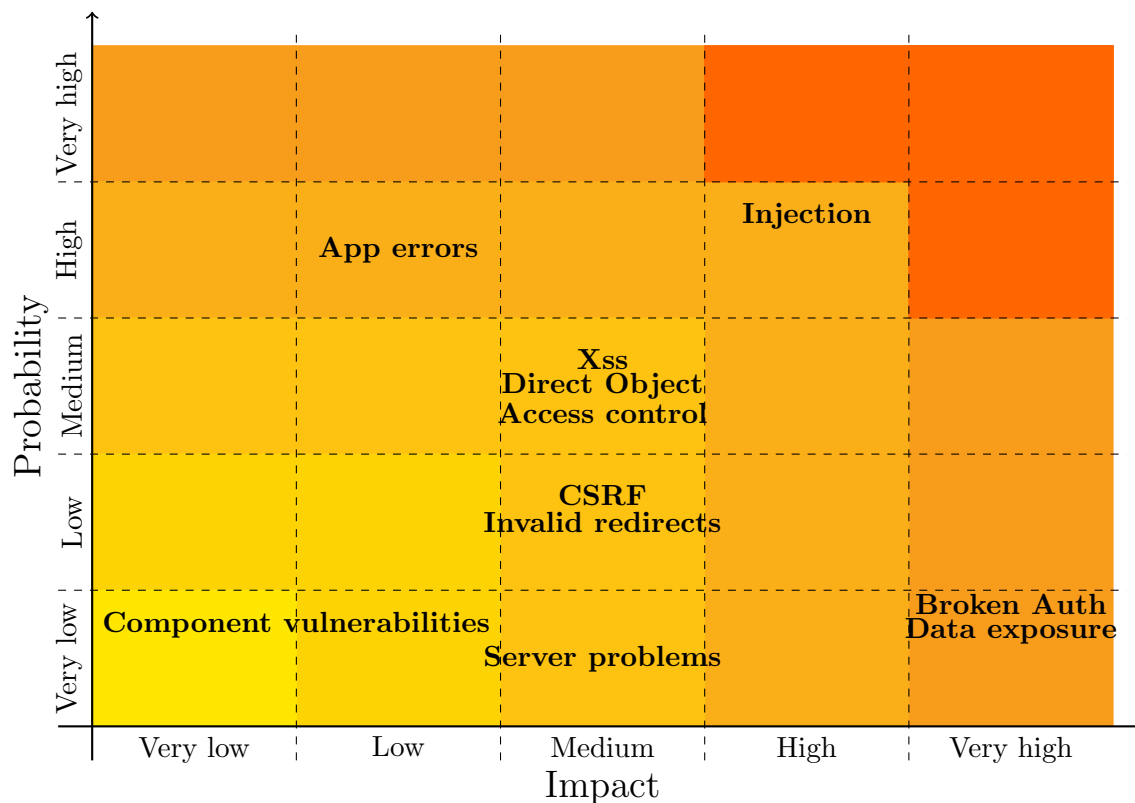 Very high
High
Injection
App errors
Probability
Medium
Xss
Direct Object
Access control
Low
CSRF
Invalid redirects
Very low
Component vulnerabilities
Broken Auth
Data exposure
Server problems
Very low
Low
Medium
High
Very high
Impact